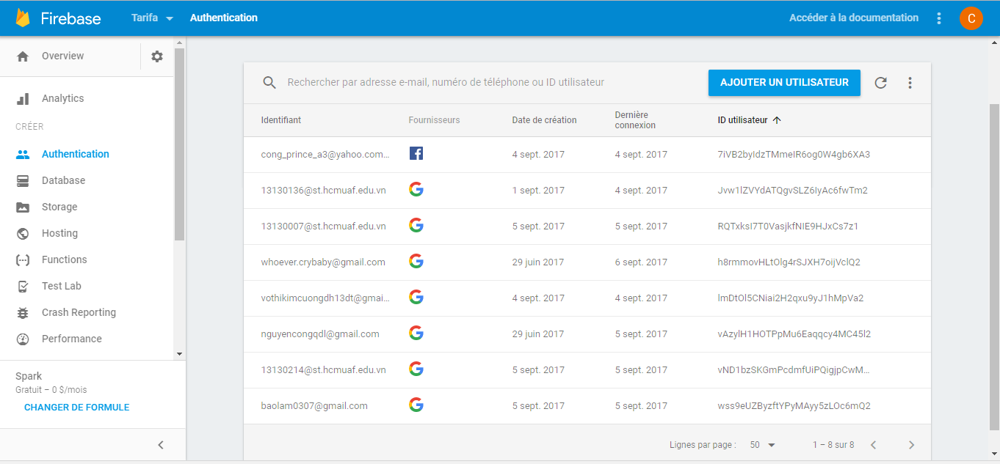 Firebase Tarifa Authentication Accéder à la documentation C
Overview
Analytics
CRÉER
Authentication
Database
Storage
Hosting
Functions
Test Lab
Crash Reporting
Performance
Spark
Gratuit – 0 $/mois
CHANGER DE FORMULE
Rechercher par adresse e-mail, numéro de téléphone ou ID utilisateur AJOUTER UN UTILISATEUR
Identifiant Fournisseurs Date de création Dernière connexion ID utilisateur
cong_prince_a3@yahoo.com... 4 sept. 2017 4 sept. 2017 7iVB2byIdzTMmeIR6og0W4gb6XA3
13130136@st.hcmuaf.edu.vn 1 sept. 2017 4 sept. 2017 Jvw1lZVYdATQgvSLZ6IyAc6fwTm2
13130007@st.hcmuaf.edu.vn 5 sept. 2017 5 sept. 2017 RQTxksI7T0VasjkfNIE9HJxCs7z1
whoever.crybaby@gmail.com 29 juin 2017 6 sept. 2017 h8rmmovHLtOlg4rSJXH7oijVclQ2
vothikimcuongdh13dt@gmai... 4 sept. 2017 4 sept. 2017 lmDtOl5CNiai2H2qxu9yJ1hMpVa2
nguyencongqdl@gmail.com 29 juin 2017 5 sept. 2017 vAzylH1HOTPpMu6Eaqqcy4MC45l2
13130214@st.hcmuaf.edu.vn 5 sept. 2017 5 sept. 2017 vND1bzSKGmPcdmfUiPQigjpCwM...
baolam0307@gmail.com 5 sept. 2017 5 sept. 2017 wss9eUZByzftYPyMAyy5zLOc6mQ2
Lignes par page : 50 1 – 8 sur 8